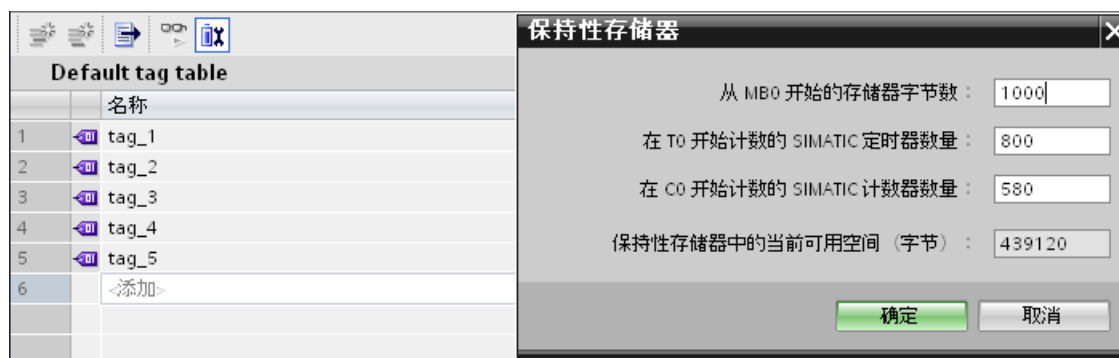 Default tag table
名称
1 tag_1
2 tag_2
3 tag_3
4 tag_4
5 tag_5
6 <添加>
保持性存储器
从 MB0 开始的存储器字节数： 1000
在 T0 开始计数的 SIMATIC 定时器数量： 800
在 C0 开始计数的 SIMATIC 计数器数量： 580
保持性存储器中的当前可用空间（字节）： 439120
确定 取消